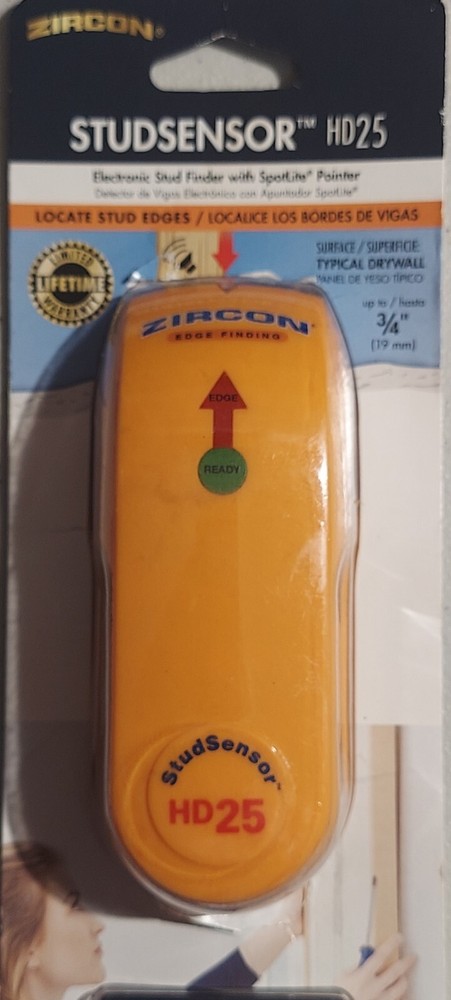 ZIRCON®
STUDSENSOR™ HD25
Electronic Stud Finder with SpotLite® Pointer
Detector de Vigas Electrónico con Apuntador SpotLite®
LOCATE STUD EDGES / LOCALICE LOS BORDES DE VIGAS
LIMITED
LIFETIME
WARRANTY
SURFACE / SUPERFICIE:
TYPICAL DRYWALL
PANEL DE YESO TÍPICO
up to / hasta
3/4"
(19 mm)
ZIRCON®
EDGE FINDING
EDGE
READY
StudSensor™
HD25